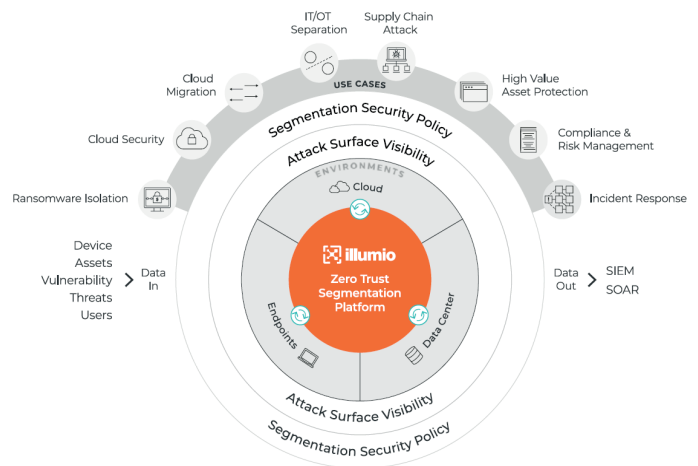 IT/OT
Separation
Supply Chain
Attack
Cloud
Migration
USE CASES
High Value
Asset Protection
Cloud Security
Segmentation Security Policy
Compliance &
Risk Management
Attack Surface Visibility
ENVIRONMENTS
Ransomware Isolation
Cloud
Incident Response
Device
Assets
Vulnerability
Threats
Users
Data
In
illumio
Zero Trust
Segmentation
Platform
Data
Out
SIEM
SOAR
Endpoints
Data Center
Attack Surface Visibility
Segmentation Security Policy